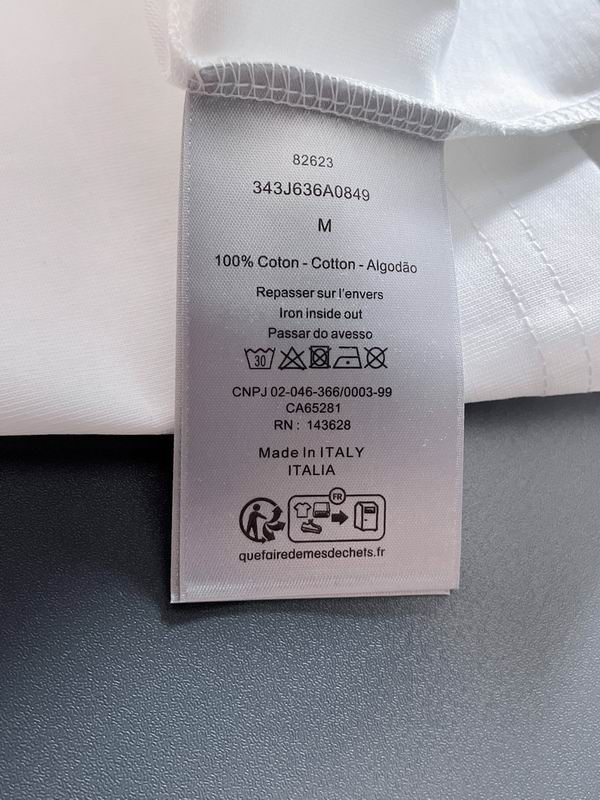 82623
343J636A0849
M
100% Coton - Cotton - Algodão
Repasser sur l'envers
Iron inside out
Passar do avesso
30
CNPJ 02-046-366/0003-99
CA65281
RN : 143628
Made In ITALY
ITALIA
FR
quefairedemesdechets.fr